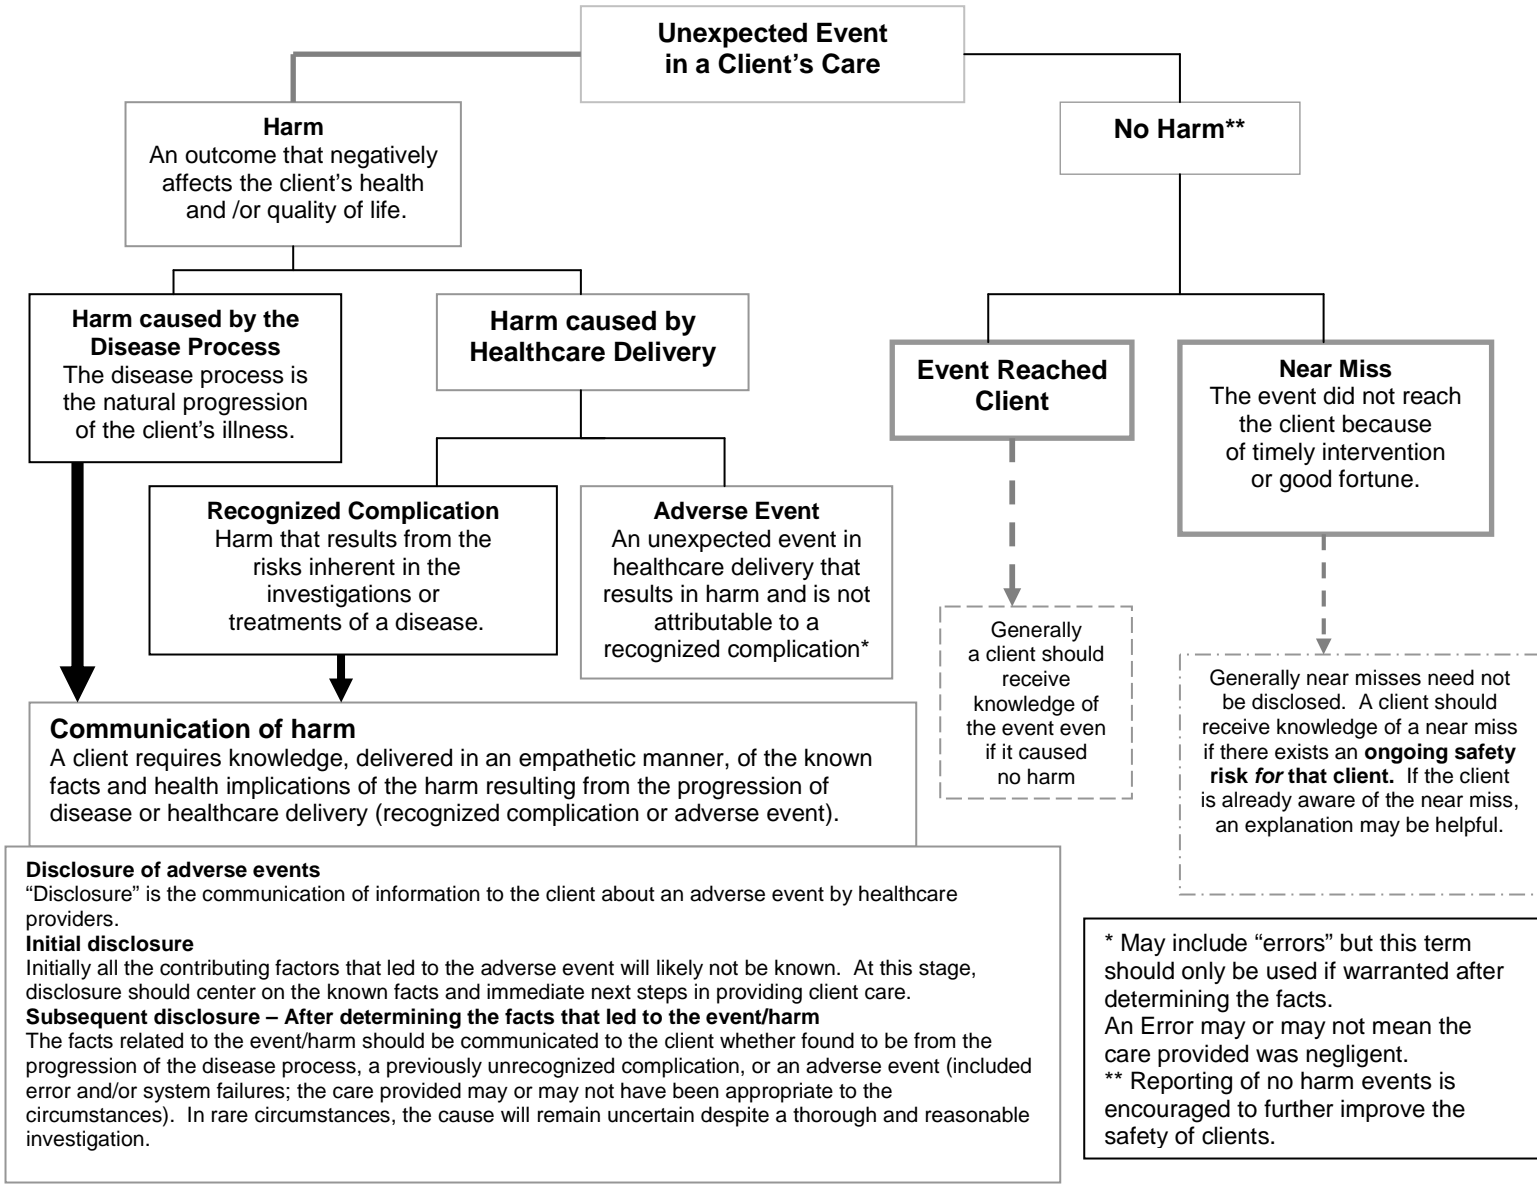 Unexpected Event
in a Client's Care
Harm
An outcome that negatively
affects the client's health
and /or quality of life.
No Harm**
Harm caused by the
Disease Process
The disease process is
the natural progression
of the client's illness.
Harm caused by
Healthcare Delivery
Event Reached
Client
Near Miss
The event did not reach
the client because
of timely intervention
or good fortune.
Recognized Complication
Harm that results from the
risks inherent in the
investigations or
treatments of a disease.
Adverse Event
An unexpected event in
healthcare delivery that
results in harm and is not
attributable to a
recognized complication*
Generally
a client should
receive
knowledge of
the event even
if it caused
no harm
Generally near misses need not
be disclosed.  A client should
receive knowledge of a near miss
if there exists an ongoing safety
risk for that client.  If the client
is already aware of the near miss,
an explanation may be helpful.
Communication of harm
A client requires knowledge, delivered in an empathetic manner, of the known
facts and health implications of the harm resulting from the progression of
disease or healthcare delivery (recognized complication or adverse event).
Disclosure of adverse events
“Disclosure” is the communication of information to the client about an adverse event by healthcare
providers.
Initial disclosure
Initially all the contributing factors that led to the adverse event will likely not be known.  At this stage,
disclosure should center on the known facts and immediate next steps in providing client care.
Subsequent disclosure – After determining the facts that led to the event/harm
The facts related to the event/harm should be communicated to the client whether found to be from the
progression of the disease process, a previously unrecognized complication, or an adverse event (included
error and/or system failures; the care provided may or may not have been appropriate to the
circumstances).  In rare circumstances, the cause will remain uncertain despite a thorough and reasonable
investigation.
* May include “errors” but this term
should only be used if warranted after
determining the facts.
An Error may or may not mean the
care provided was negligent.
** Reporting of no harm events is
encouraged to further improve the
safety of clients.